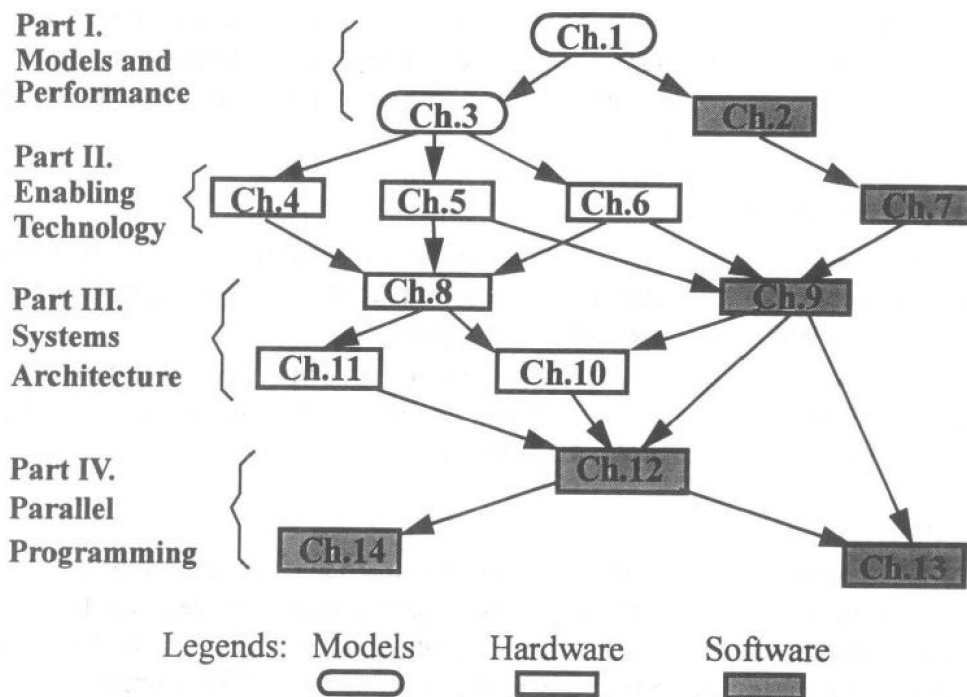 Part I.
Models and
Performance
Ch.1
Ch.3
Ch.2
Part II.
Enabling
Technology
Ch.4
Ch.5
Ch.6
Ch.7
Part III.
Systems
Architecture
Ch.8
Ch.9
Ch.11
Ch.10
Part IV.
Parallel
Programming
Ch.12
Ch.14
Ch.13
Legends: Models Hardware Software